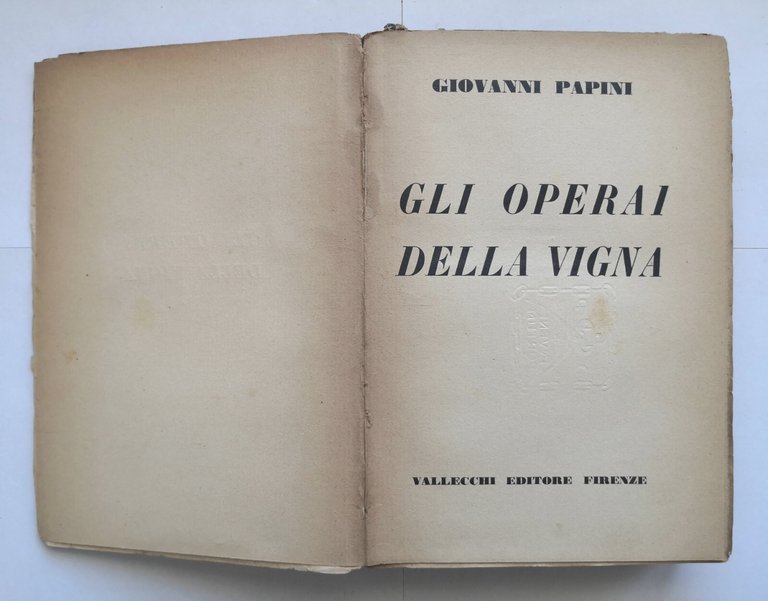 GIOVANNI PAPINI
GLI OPERAI
DELLA VIGNA
VALLECCHI EDITORE FIRENZE